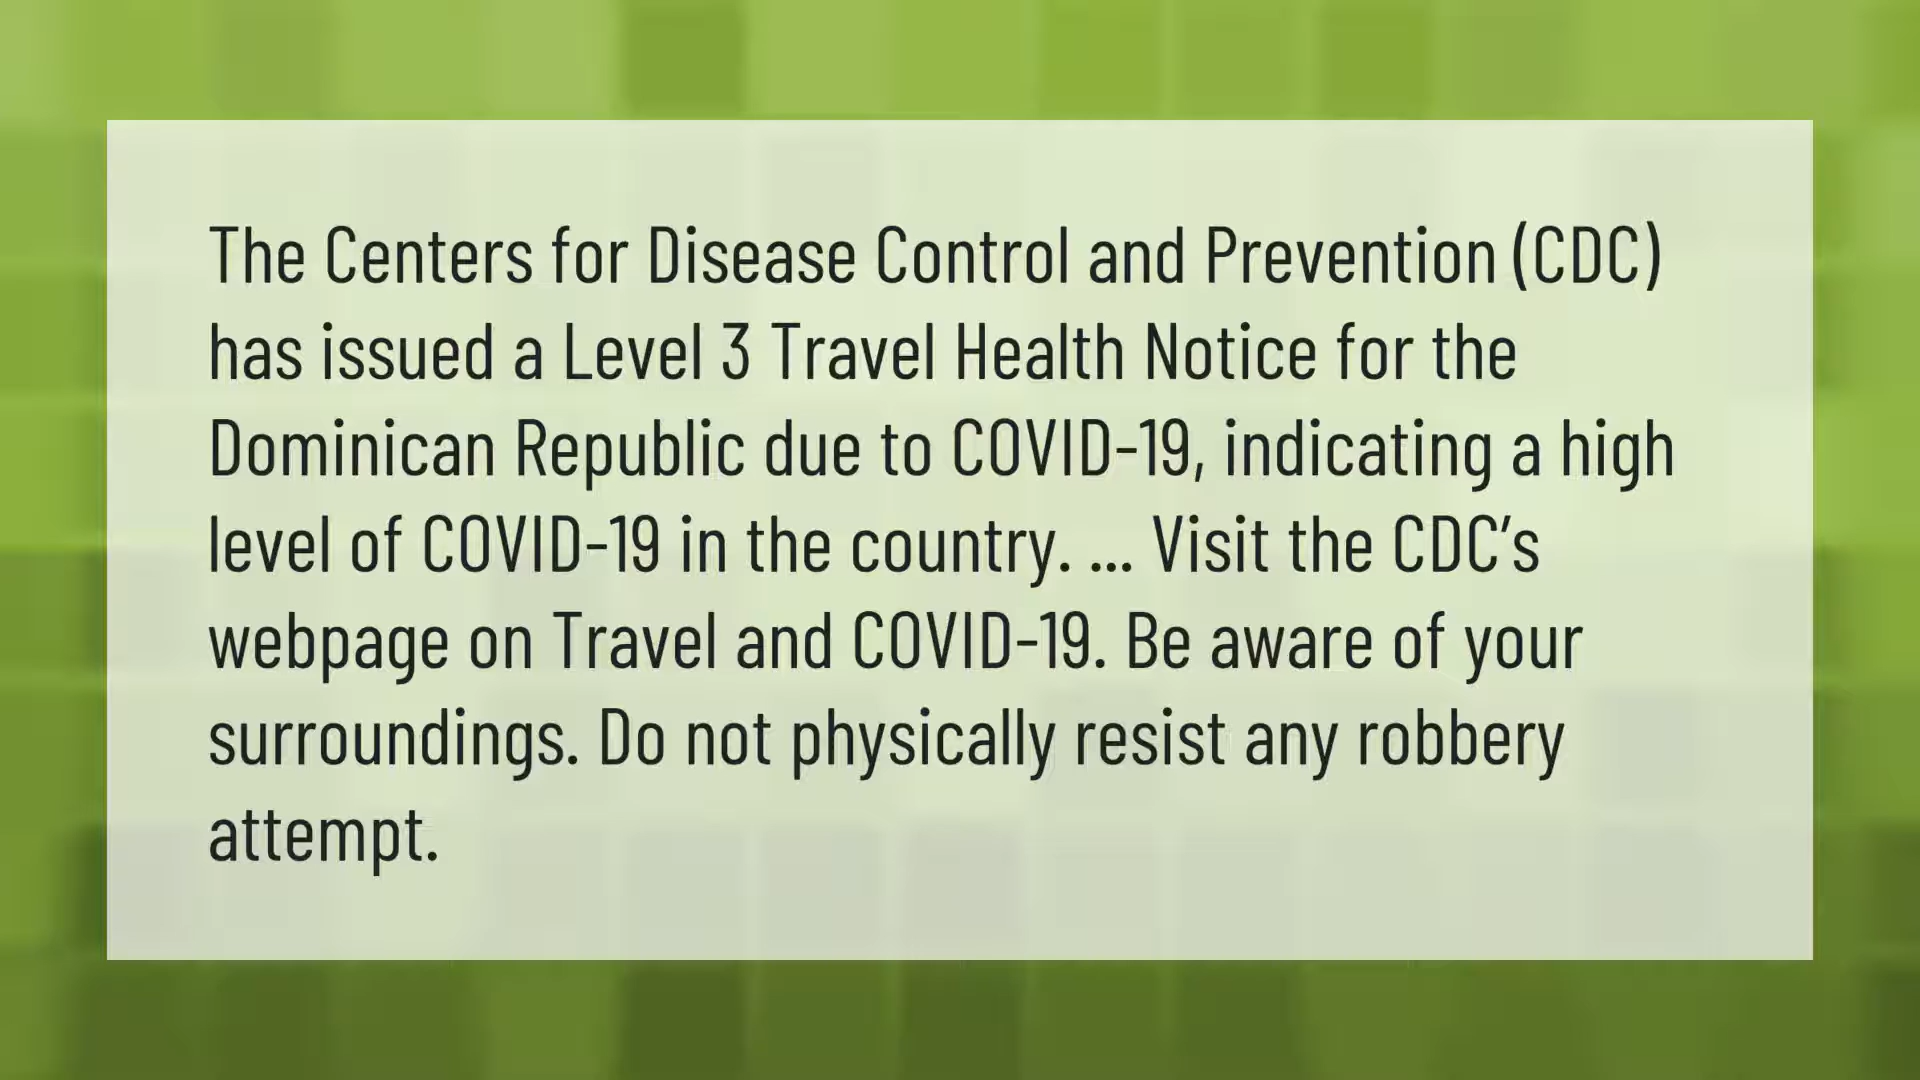 The Centers for Disease Control and Prevention (CDC)
has issued a Level 3 Travel Health Notice for the
Dominican Republic due to COVID-19, indicating a high
level of COVID-19 in the country. ... Visit the CDC’s
webpage on Travel and COVID-19. Be aware of your
surroundings. Do not physically resist any robbery
attempt.